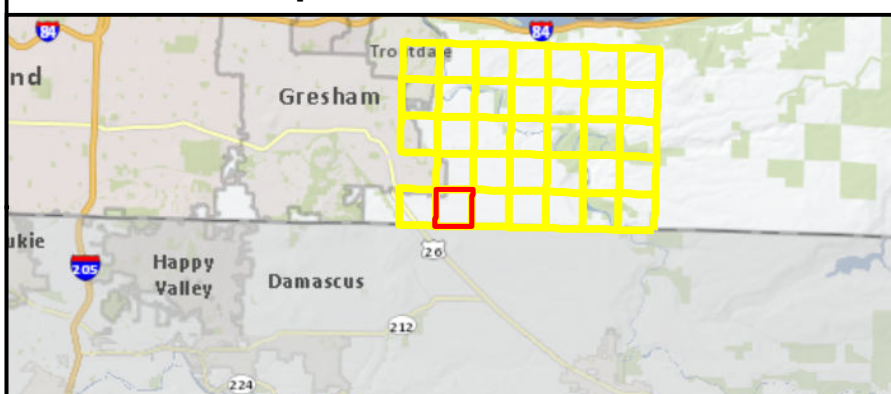 84
84
Troutdale
nd
Gresham
ukie
26
205
Happy
Valley
Damascus
212
224